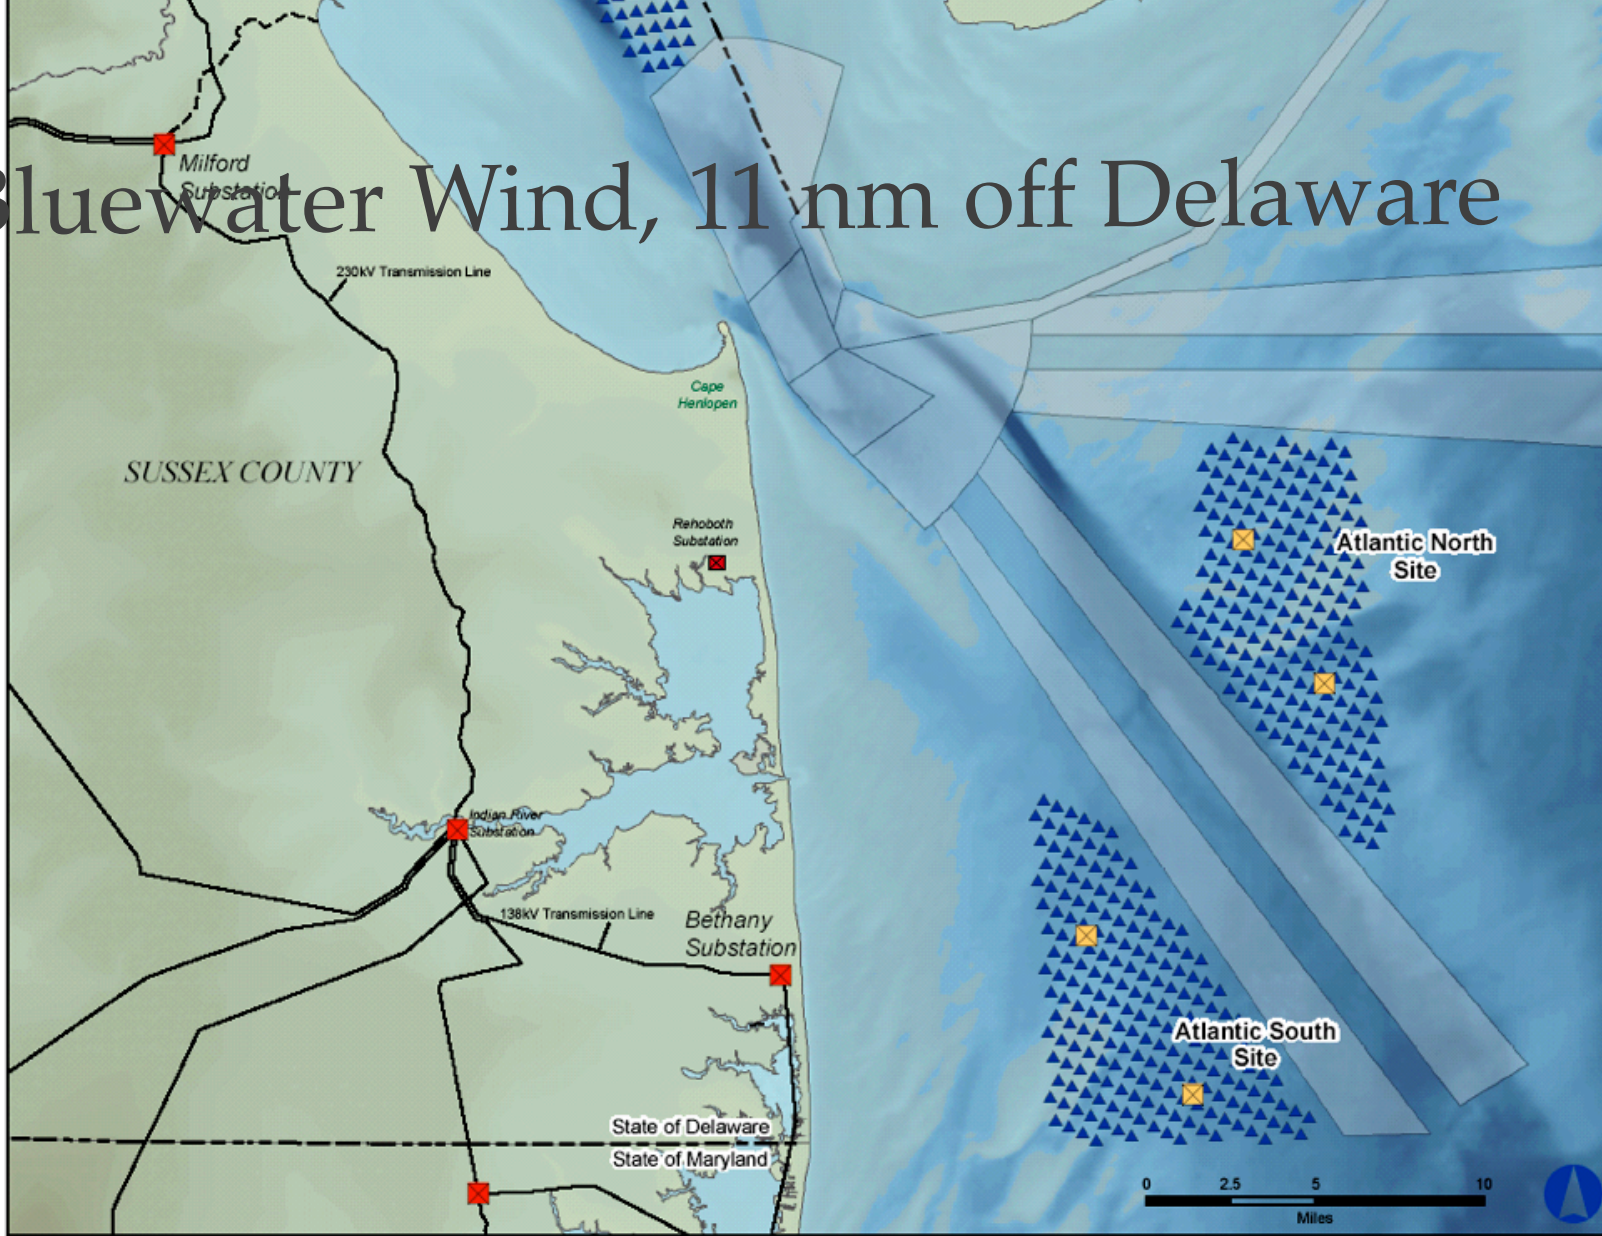 Milford
Substation
Bluewater Wind, 11 nm off Delaware
230kV Transmission Line
Cape
Henlopen
SUSSEX COUNTY
Rehoboth
Substation
Atlantic North
Site
Indian River
Substation
138kV Transmission Line
Bethany
Substation
Atlantic South
Site
State of Delaware
State of Maryland
0 2.5 5 10
Miles